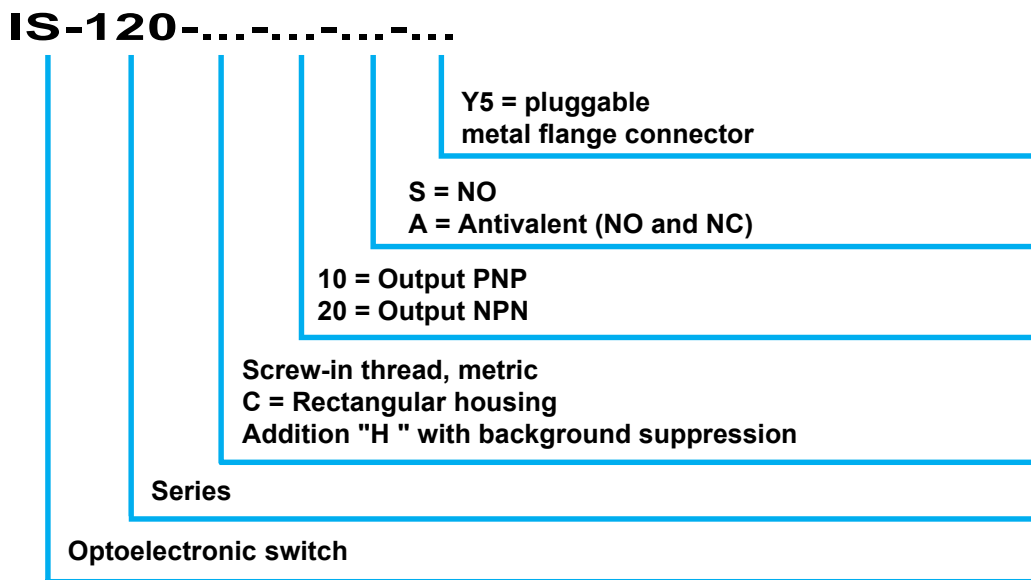 IS-120-...-...-...-...
Y5 = pluggable
metal flange connector
S = NO
A = Antivalent (NO and NC)
10 = Output PNP
20 = Output NPN
Screw-in thread, metric
C = Rectangular housing
Addition "H " with background suppression
Series
Optoelectronic switch